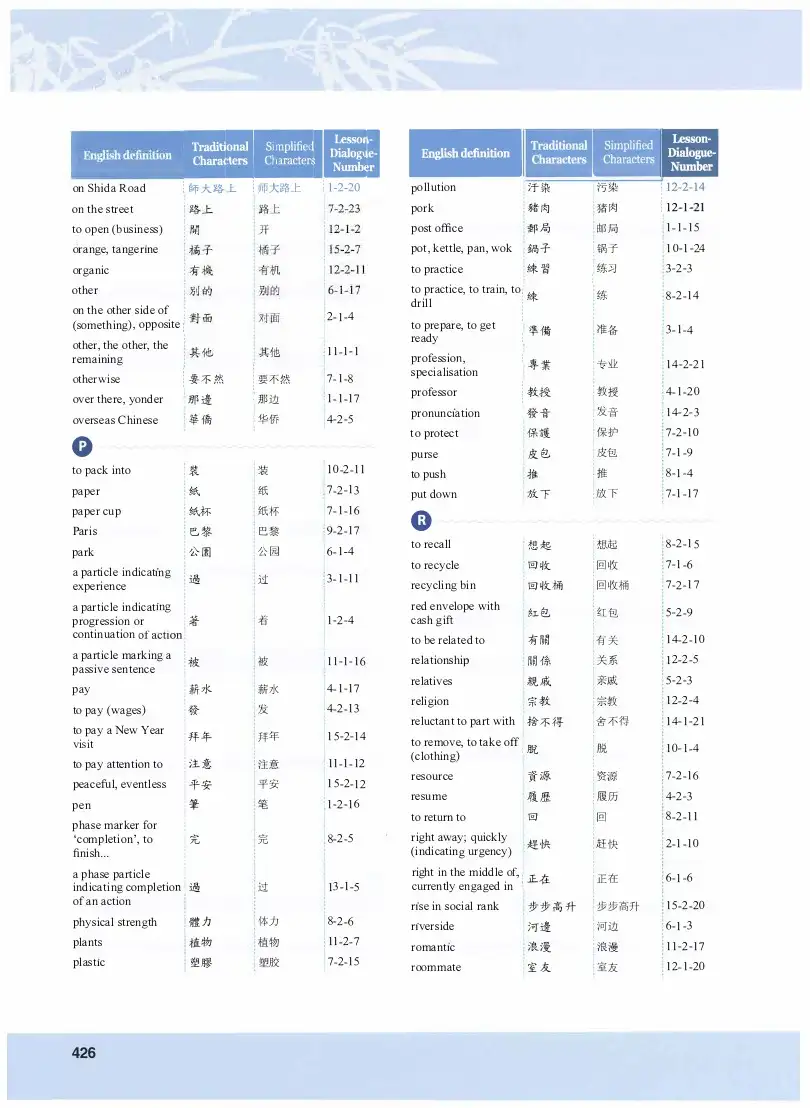 English definition Traditional Characters Simplified Characters Lesson-Dialogue-Number
on Shida Road 師大路上 师大路上 1-2-20
on the street 路上 路上 7-2-23
to open (business) 開 开 12-1-2
orange, tangerine 橘子 橘子 15-2-7
organic 有機 有机 12-2-11
other 別的 别的 6-1-17
on the other side of
(something), opposite 對面 对面 2-1-4
other, the other, the
remaining 其他 其他 11-1-1
otherwise 要不然 要不然 7-1-8
over there, yonder 那邊 那边 1-1-17
overseas Chinese 華僑 华侨 4-2-5
P
to pack into 裝 装 10-2-11
paper 紙 纸 7-2-13
paper cup 紙杯 纸杯 7-1-16
Paris 巴黎 巴黎 9-2-17
park 公園 公园 6-1-4
a particle indicating
experience 過 过 3-1-11
a particle indicating
progression or
continuation of action 著 着 1-2-4
a particle marking a
passive sentence 被 被 11-1-16
pay 薪水 薪水 4-1-17
to pay (wages) 發 发 4-2-13
to pay a New Year
visit 拜年 拜年 15-2-14
to pay attention to 注意 注意 11-1-12
peaceful, eventless 平安 平安 15-2-12
pen 筆 笔 1-2-16
phase marker for
‘completion’, to
finish... 完 完 8-2-5
a phase particle
indicating completion
of an action 過 过 13-1-5
physical strength 體力 体力 8-2-6
plants 植物 植物 11-2-7
plastic 塑膠 塑胶 7-2-15
English definition Traditional Characters Simplified Characters Lesson-Dialogue-Number
pollution 汙染 污染 12-2-14
pork 豬肉 猪肉 12-1-21
post office 郵局 邮局 1-1-15
pot, kettle, pan, wok 鍋子 锅子 10-1-24
to practice 練習 练习 3-2-3
to practice, to train, to
drill 練 练 8-2-14
to prepare, to get
ready 準備 准备 3-1-4
profession,
specialisation 專業 专业 14-2-21
professor 教授 教授 4-1-20
pronunciation 發音 发音 14-2-3
to protect 保護 保护 7-2-10
purse 皮包 皮包 7-1-9
to push 推 推 8-1-4
put down 放下 放下 7-1-17
R
to recall 想起 想起 8-2-15
to recycle 回收 回收 7-1-6
recycling bin 回收桶 回收桶 7-2-17
red envelope with
cash gift 紅包 红包 5-2-9
to be related to 有關 有关 14-2-10
relationship 關係 关系 12-2-5
relatives 親戚 亲戚 5-2-3
religion 宗教 宗教 12-2-4
reluctant to part with 捨不得 舍不得 14-1-21
to remove, to take off
(clothing) 脫 脱 10-1-4
resource 資源 资源 7-2-16
resume 履歷 履历 4-2-3
to return to 回 回 8-2-11
right away; quickly
(indicating urgency) 趕快 赶快 2-1-10
right in the middle of,
currently engaged in 正在 正在 6-1-6
rise in social rank 步步高升 步步高升 15-2-20
riverside 河邊 河边 6-1-3
romantic 浪漫 浪漫 11-2-17
roommate 室友 室友 12-1-20
426